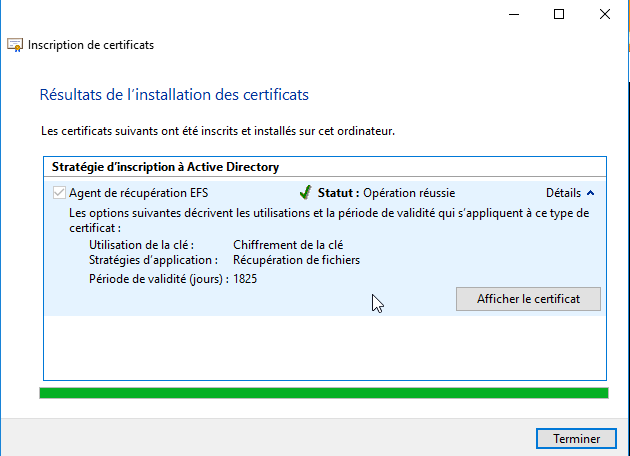 Inscription de certificats
Résultats de l'installation des certificats
Les certificats suivants ont été inscrits et installés sur cet ordinateur.
Stratégie d'inscription à Active Directory
Agent de récupération EFS Statut : Opération réussie Détails
Les options suivantes décrivent les utilisations et la période de validité qui s'appliquent à ce type de
certificat :
Utilisation de la clé : Chiffrement de la clé
Stratégies d'application : Récupération de fichiers
Période de validité (jours) : 1825
Afficher le certificat
Terminer